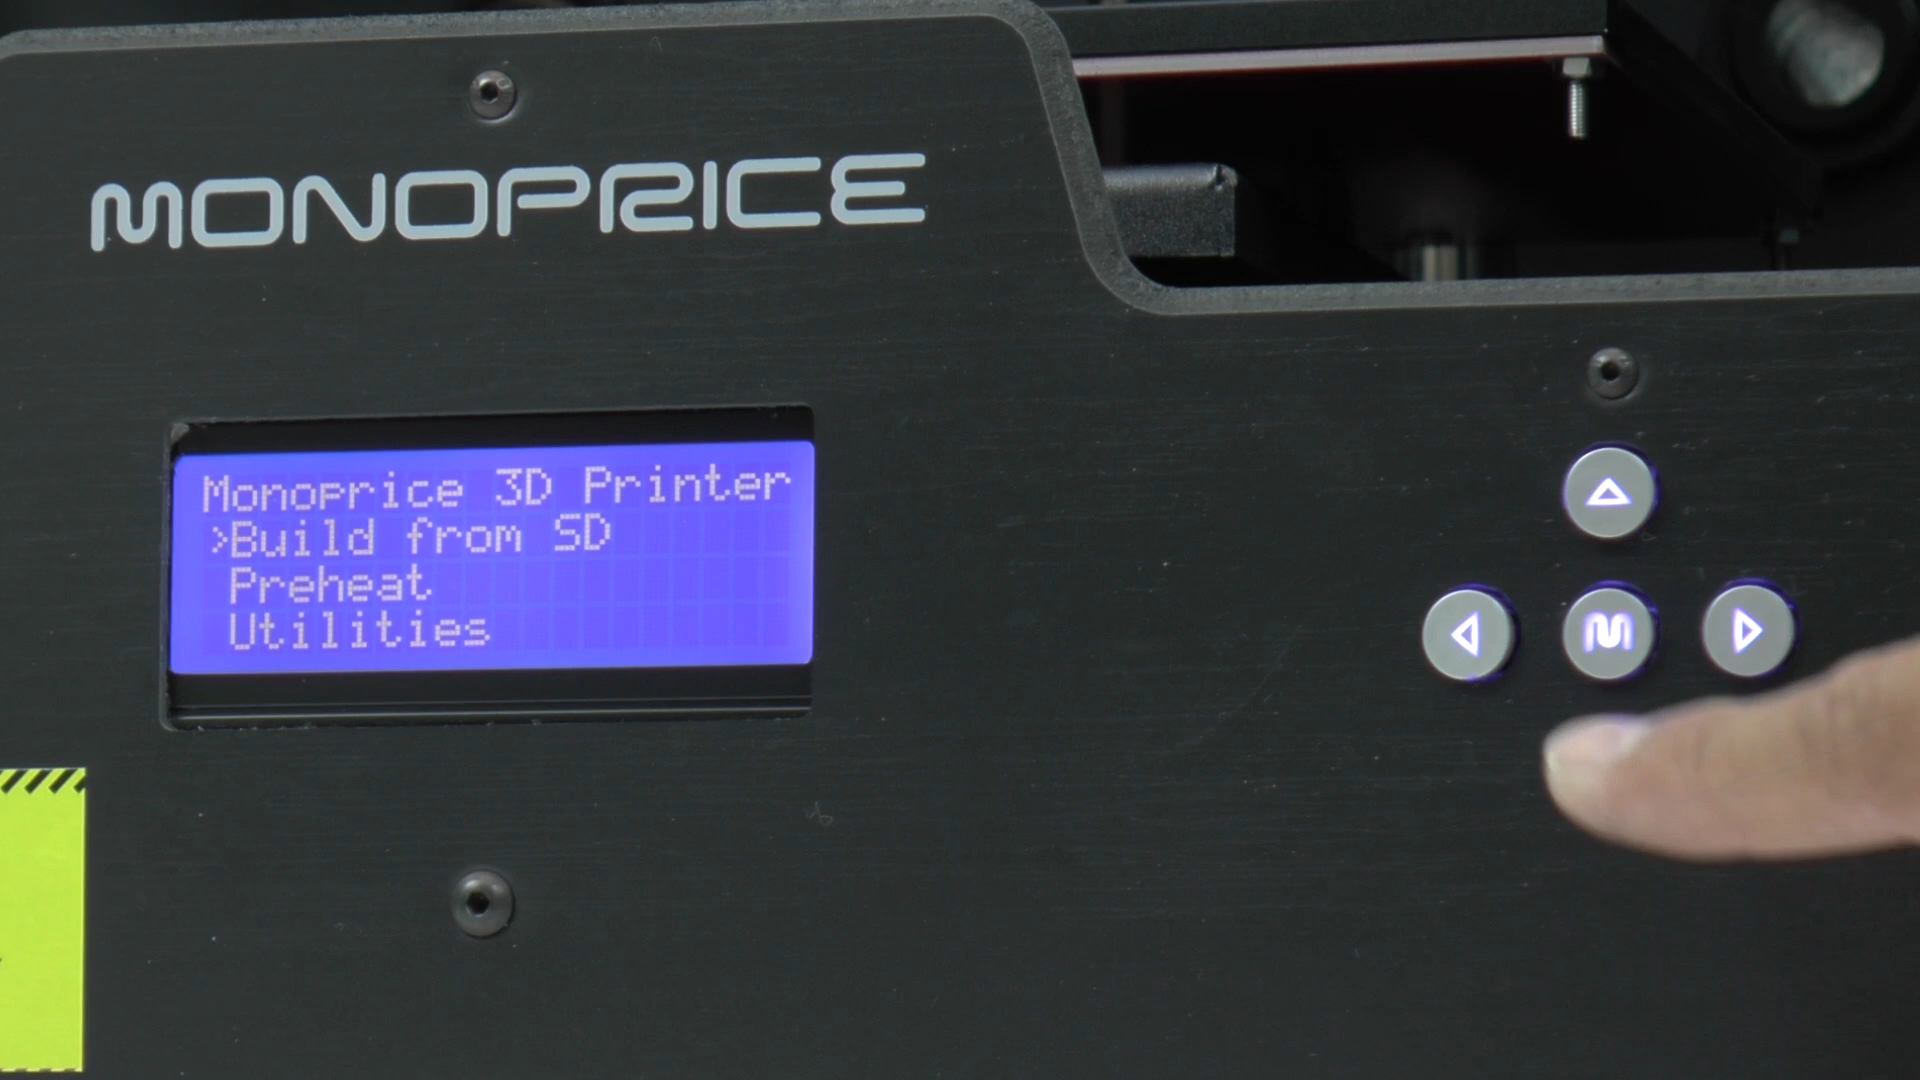 MONOPRICE
Monoprice 3D Printer
>Build from SD
Preheat
Utilities
M